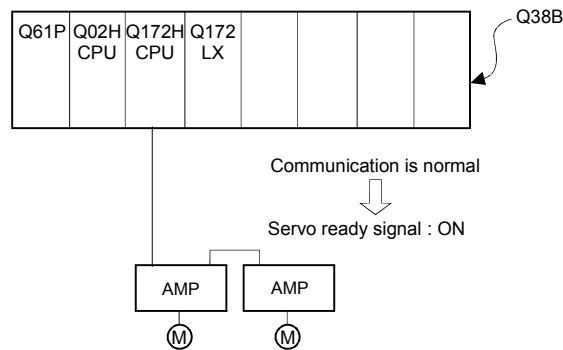 Q38B
Q61P
Q02H
CPU
Q172H
CPU
Q172
LX
Communication is normal
Servo ready signal : ON
AMP
AMP
M
M